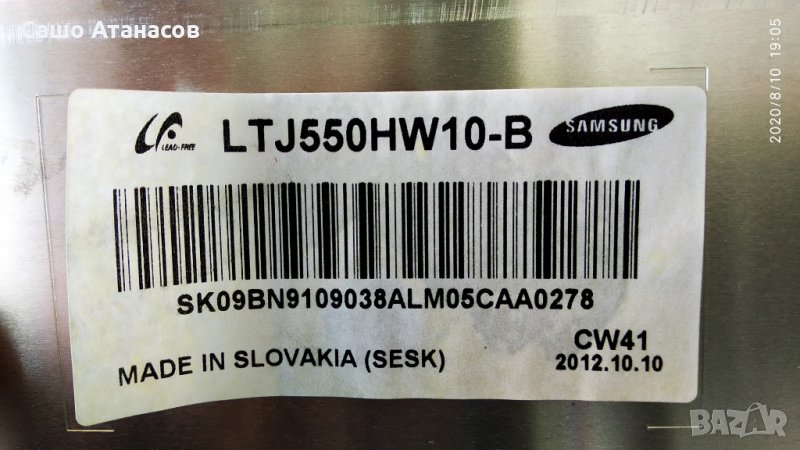 Сашо Атанасов
2020/8/10 19:05
LEAD-FREE
LTJ550HW10-B
SAMSUNG
SK09BN9109038ALM05CAA0278
CW41
MADE IN SLOVAKIA (SESK)
2012.10.10
BAZAR